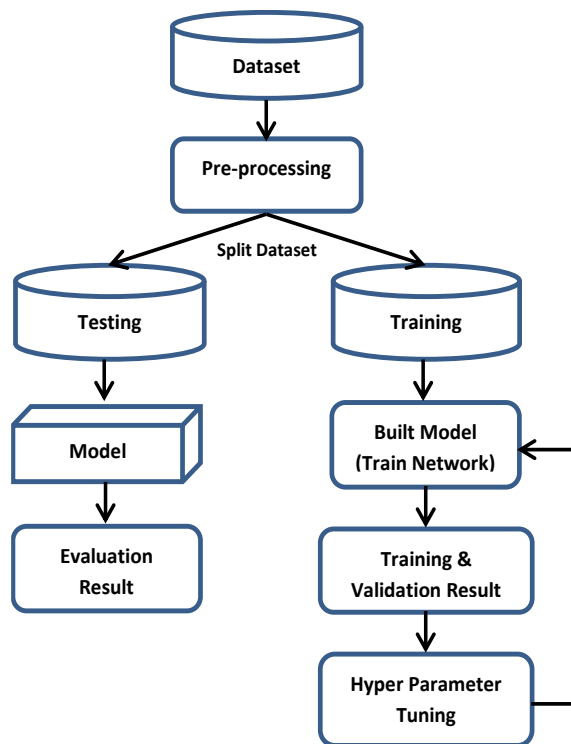 Dataset
Pre-processing
Split Dataset
Testing
Training
Model
Built Model
(Train Network)
Evaluation
Result
Training &
Validation Result
Hyper Parameter
Tuning